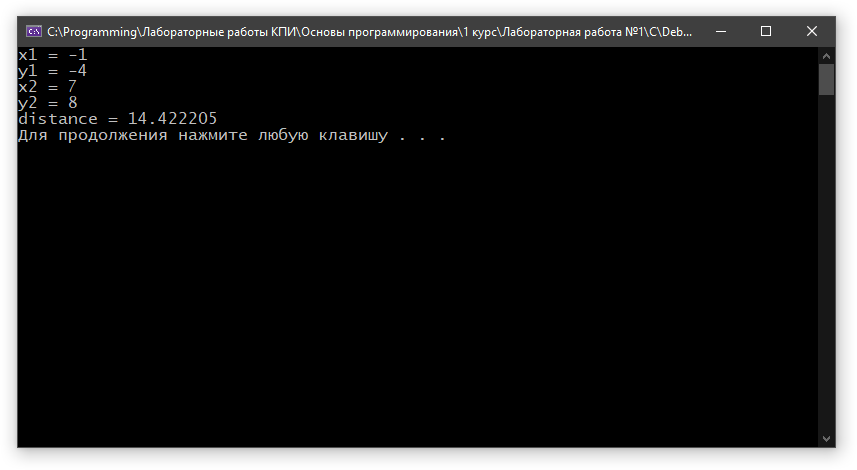 C:\Programming\Лабораторные работы КПИ\Основы программирования\1 курс\Лабораторная работа №1\C\Deb...
x1 = -1
y1 = -4
x2 = 7
y2 = 8
distance = 14.422205
Для продолжения нажмите любую клавишу . . .